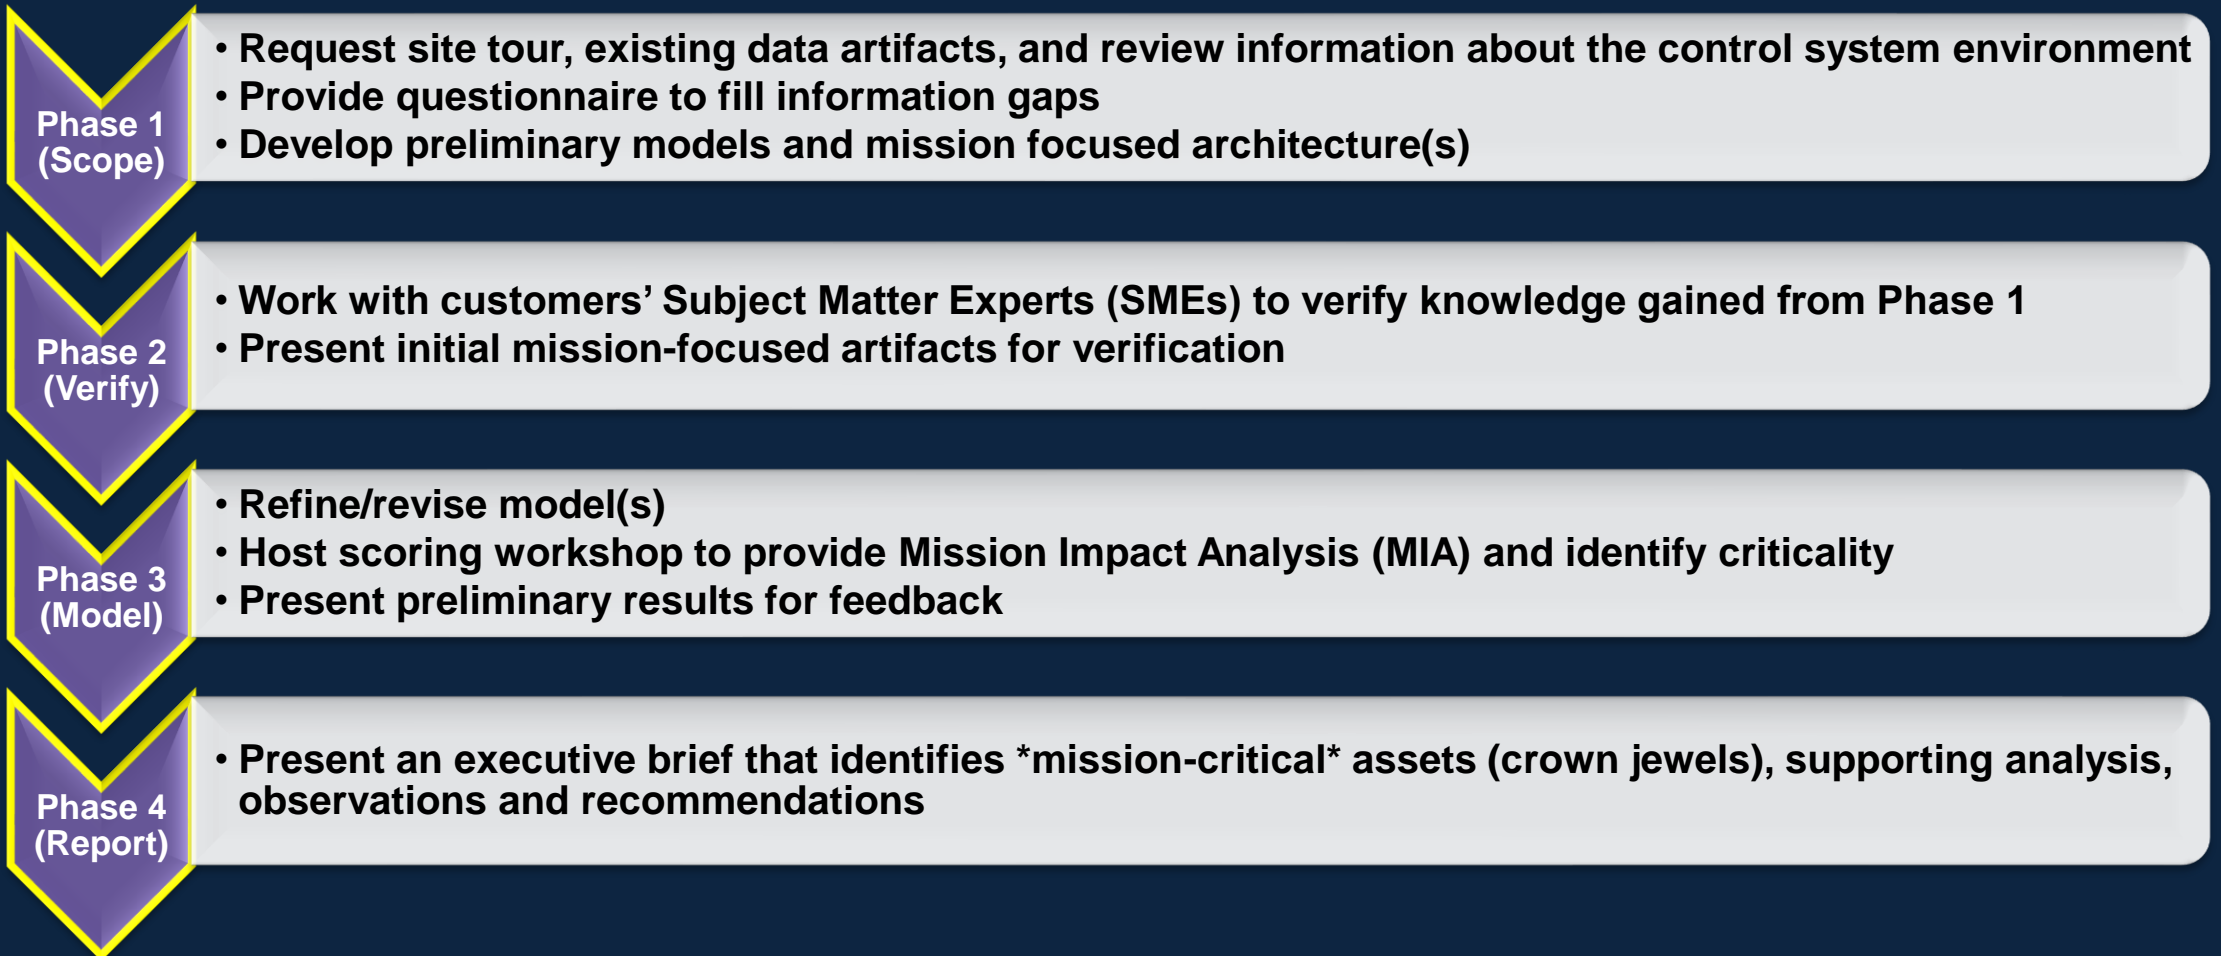 Phase 1
(Scope)
• Request site tour, existing data artifacts, and review information about the control system environment
• Provide questionnaire to fill information gaps
• Develop preliminary models and mission focused architecture(s)
Phase 2
(Verify)
• Work with customers’ Subject Matter Experts (SMEs) to verify knowledge gained from Phase 1
• Present initial mission-focused artifacts for verification
Phase 3
(Model)
• Refine/revise model(s)
• Host scoring workshop to provide Mission Impact Analysis (MIA) and identify criticality
• Present preliminary results for feedback
Phase 4
(Report)
• Present an executive brief that identifies *mission-critical* assets (crown jewels), supporting analysis,
observations and recommendations